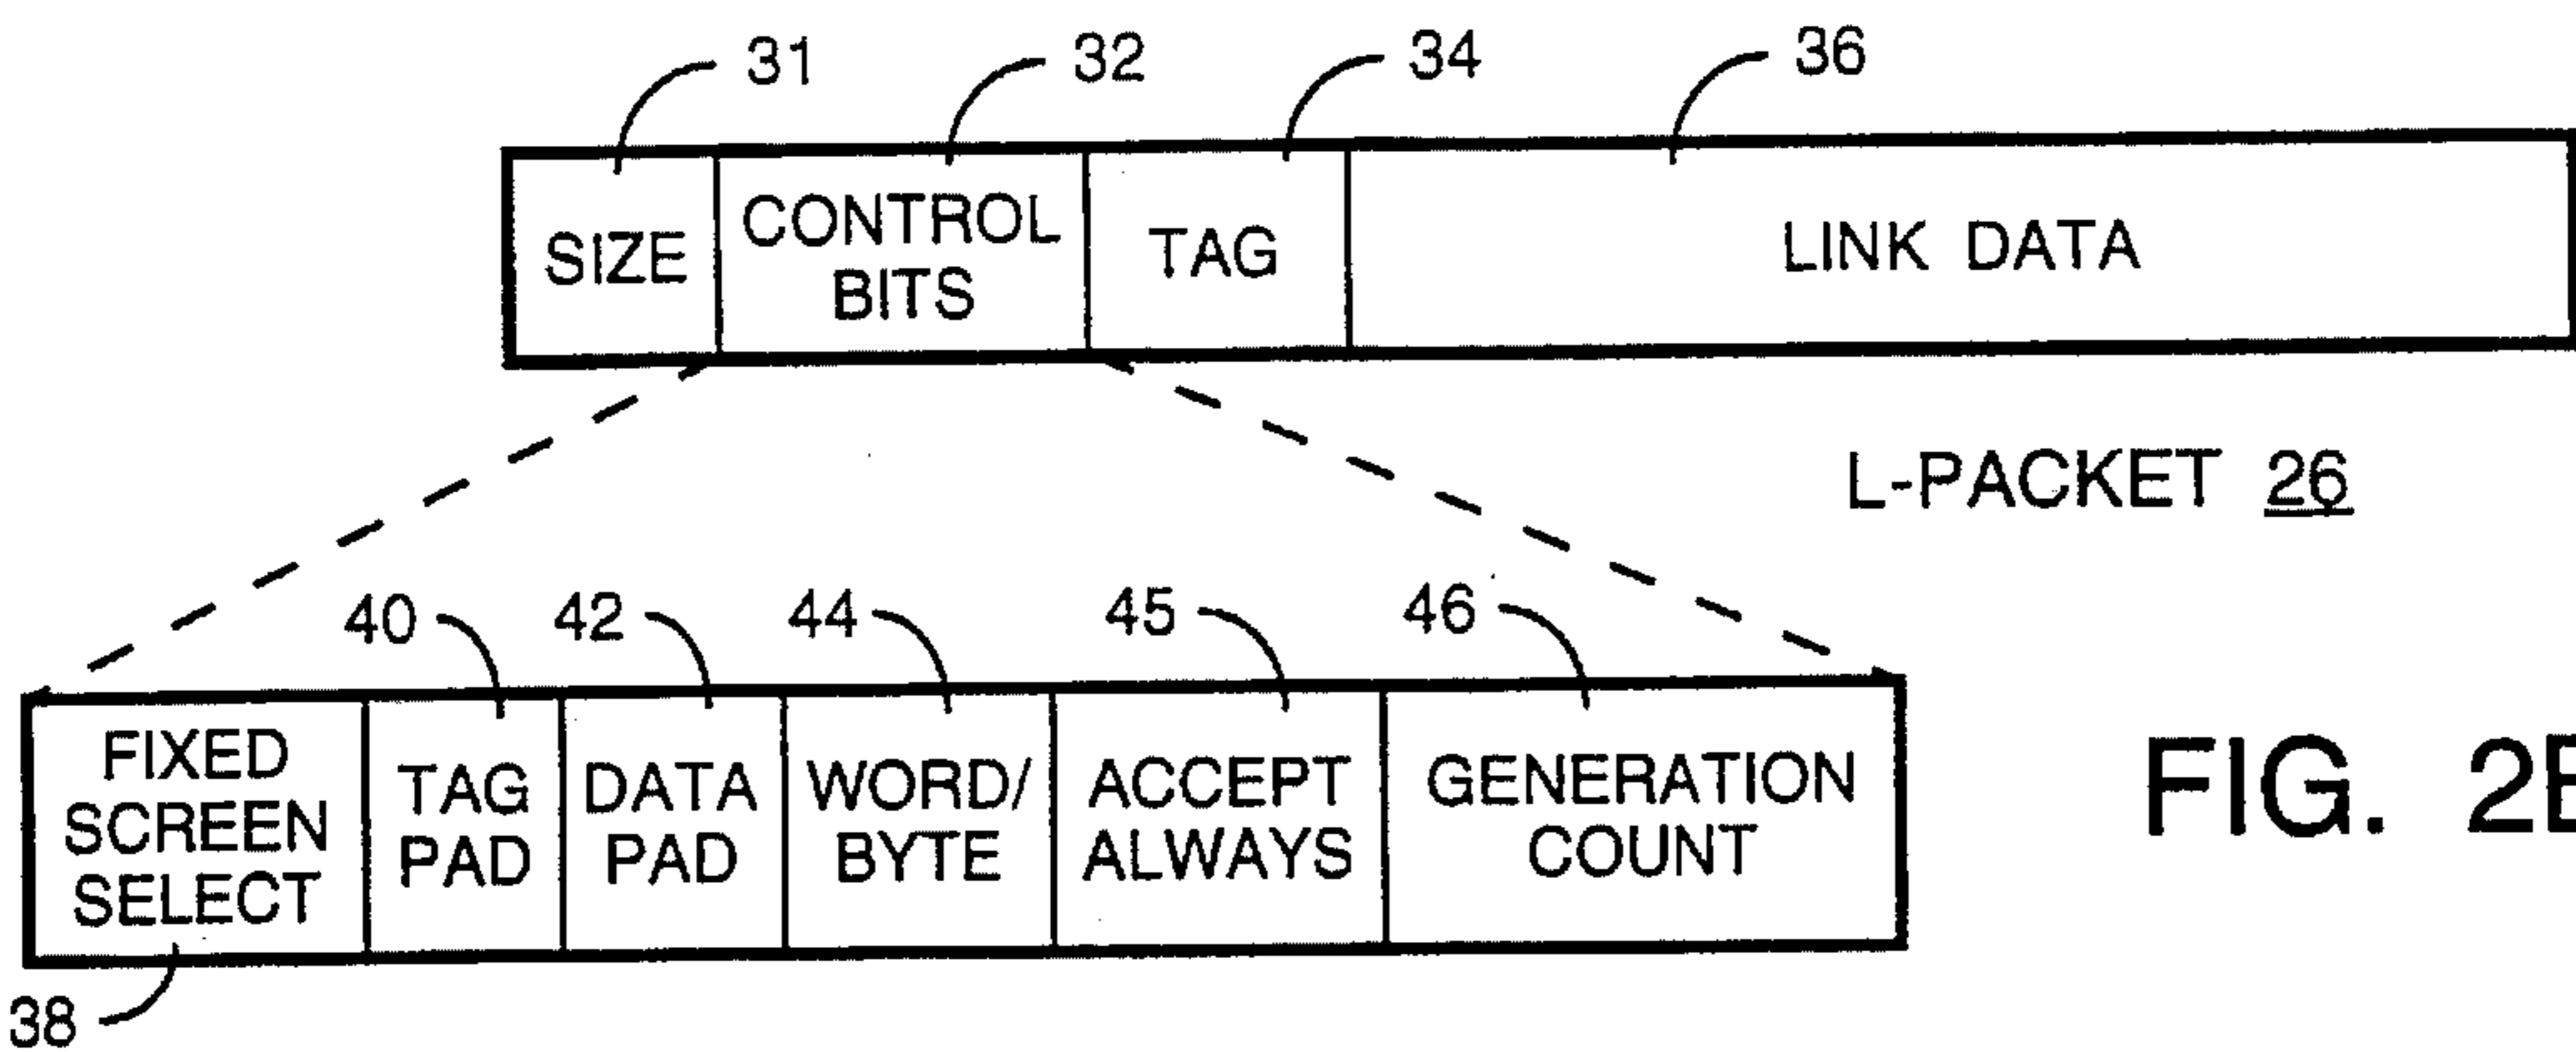 31 32 34 36
SIZE
CONTROL
BITS
TAG
LINK DATA
L-PACKET 26
40 42 44 45 46
FIXED
SCREEN
SELECT
TAG
PAD
DATA
PAD
WORD/
BYTE
ACCEPT
ALWAYS
GENERATION
COUNT
38
FIG.